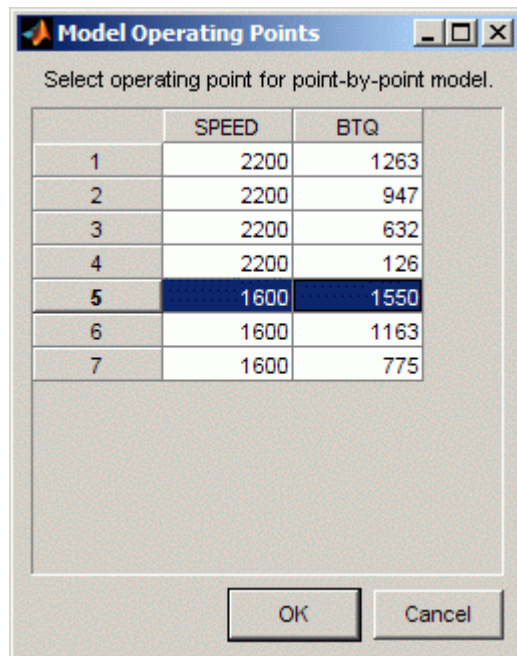 Model Operating Points
Select operating point for point-by-point model.
SPEED BTQ
1 2200 1263
2 2200 947
3 2200 632
4 2200 126
5 1600 1550
6 1600 1163
7 1600 775
OK Cancel